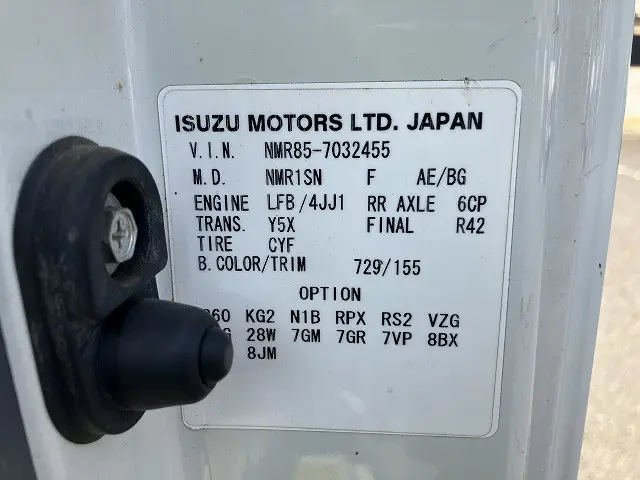 ISUZU MOTORS LTD. JAPAN
V.I.N. NMR85-7032455
M.D. NMR1SN F AE/BG
ENGINE LFB/4JJ1 RR AXLE 6CP
TRANS. Y5X FINAL R42
TIRE CYF
B.COLOR/TRIM 729/155
OPTION
KG2 N1B RPX RS2 VZG
28W 7GM 7GR 7VP 8BX
8JM